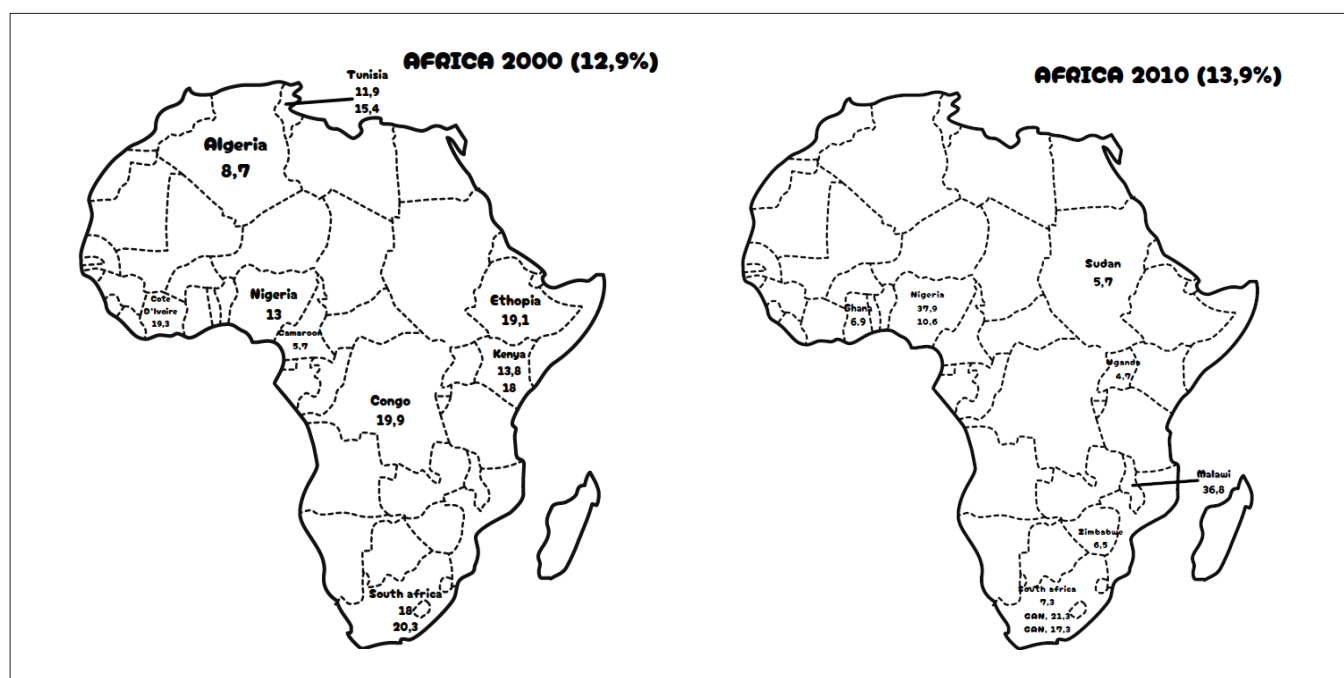 AFRICA 2000 (12,9%)
Tunisia
11,9
15,4
Algeria
8,7
Cote
D'Ivoire
19,3
Nigeria
13
Camaroon
5,7
Ethopia
19,1
Kenya
13,8
18
Congo
19,9
South africa
18
20,3
AFRICA 2010 (13,9%)
Sudan
5,7
Nigeria
37,9
10,6
Ghana
6.9
Uganda
4,7
Malawi
36,8
Zimbabwe
6,5
South africa
7,3
CAN, 21,3
CAN, 17,3